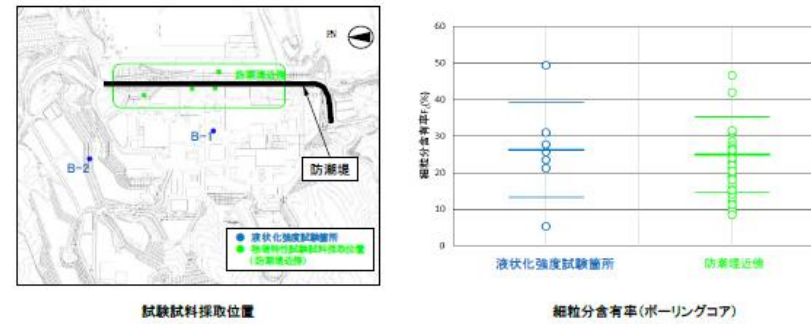 PN
防潮堤近傍
B-1
B-2
防潮堤
液状化強度試験箇所
物理特性試験試料採取位置
(防潮堤近傍)
試験試料採取位置
60
50
40
30
20
10
0
細粒分含有率Fc(%)
液状化強度試験箇所
防潮堤近傍
細粒分含有率(ボーリングコア)